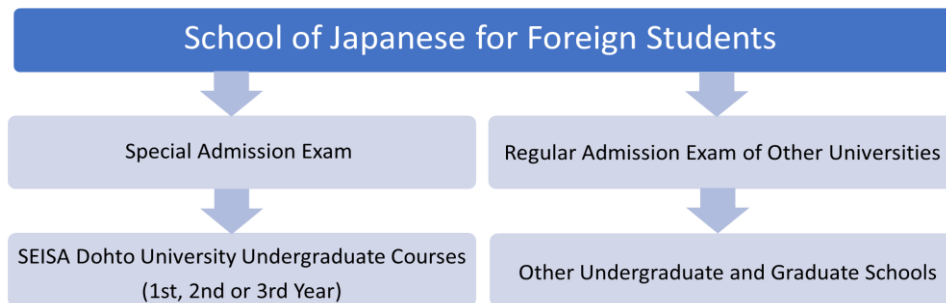 School of Japanese for Foreign Students
Special Admission Exam
Regular Admission Exam of Other Universities
SEISA Dohto University Undergraduate Courses
(1st, 2nd or 3rd Year)
Other Undergraduate and Graduate Schools